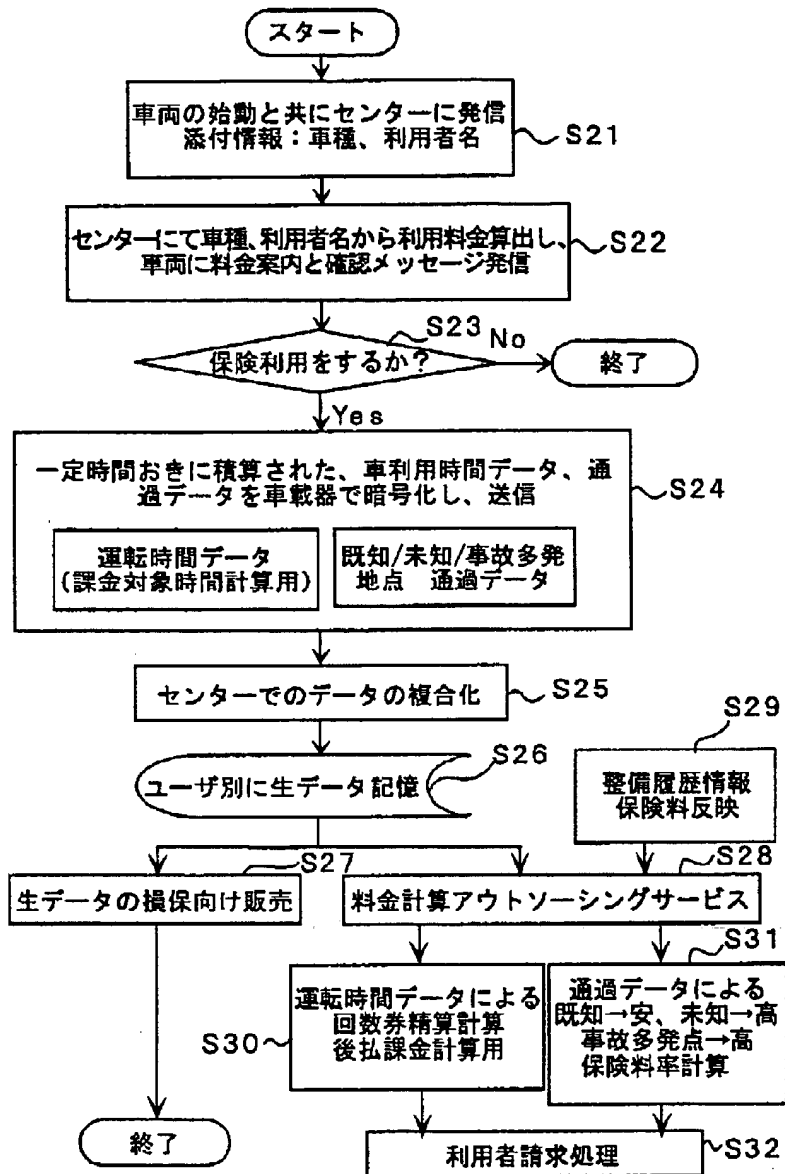 スタート
車両の始動と共にセンターに発信
添付情報：車種、利用者名
S21
センターにて車種、利用者名から利用料金算出し、
車両に料金案内と確認メッセージ発信
S22
S23
No
保険利用をするか？
終了
Yes
一定時間おきに積算された、車利用時間データ、通
過データを車載器で暗号化し、送信
S24
運転時間データ
(課金対象時間計算用)
既知/未知/事故多発
地点　通過データ
センターでのデータの複合化
S25
S26
ユーザ別に生データ記憶
S29
整備履歴情報
保険料反映
S27
生データの損保向け販売
S28
料金計算アウトソーシングサービス
S30
運転時間データによる
回数券精算計算
後払課金計算用
S31
通過データによる
既知→安、未知→高
事故多発点→高
保険料率計算
終了
利用者請求処理
S32